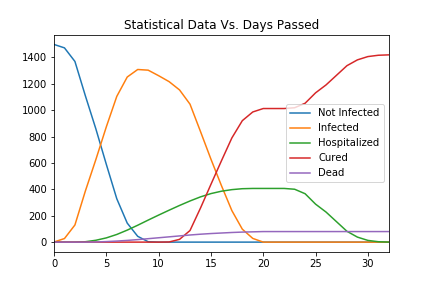 Statistical Data Vs. Days Passed
1400
1200
1000
800
600
400
200
0
Not Infected
Infected
Hospitalized
Cured
Dead
0 5 10 15 20 25 30